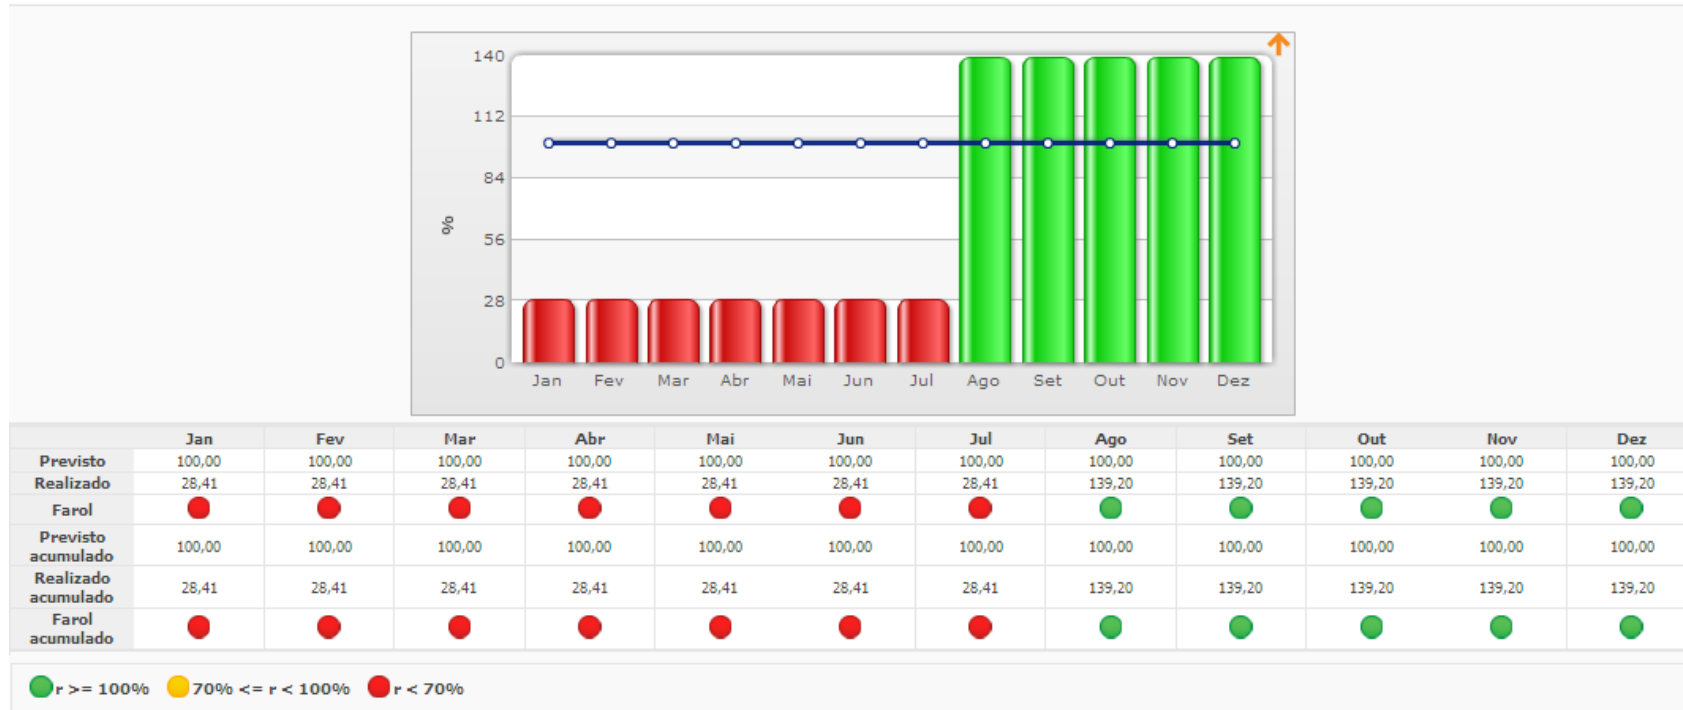 140
112
84
56
28
0
%
Jan Fev Mar Abr Mai Jun Jul Ago Set Out Nov Dez
Jan Fev Mar Abr Mai Jun Jul Ago Set Out Nov Dez
Previsto 100,00 100,00 100,00 100,00 100,00 100,00 100,00 100,00 100,00 100,00 100,00 100,00
Realizado 28,41 28,41 28,41 28,41 28,41 28,41 28,41 139,20 139,20 139,20 139,20 139,20
Farol
Previsto
acumulado 100,00 100,00 100,00 100,00 100,00 100,00 100,00 100,00 100,00 100,00 100,00 100,00
Realizado
acumulado 28,41 28,41 28,41 28,41 28,41 28,41 28,41 139,20 139,20 139,20 139,20 139,20
Farol
acumulado
r >= 100% 70% <= r < 100% r < 70%